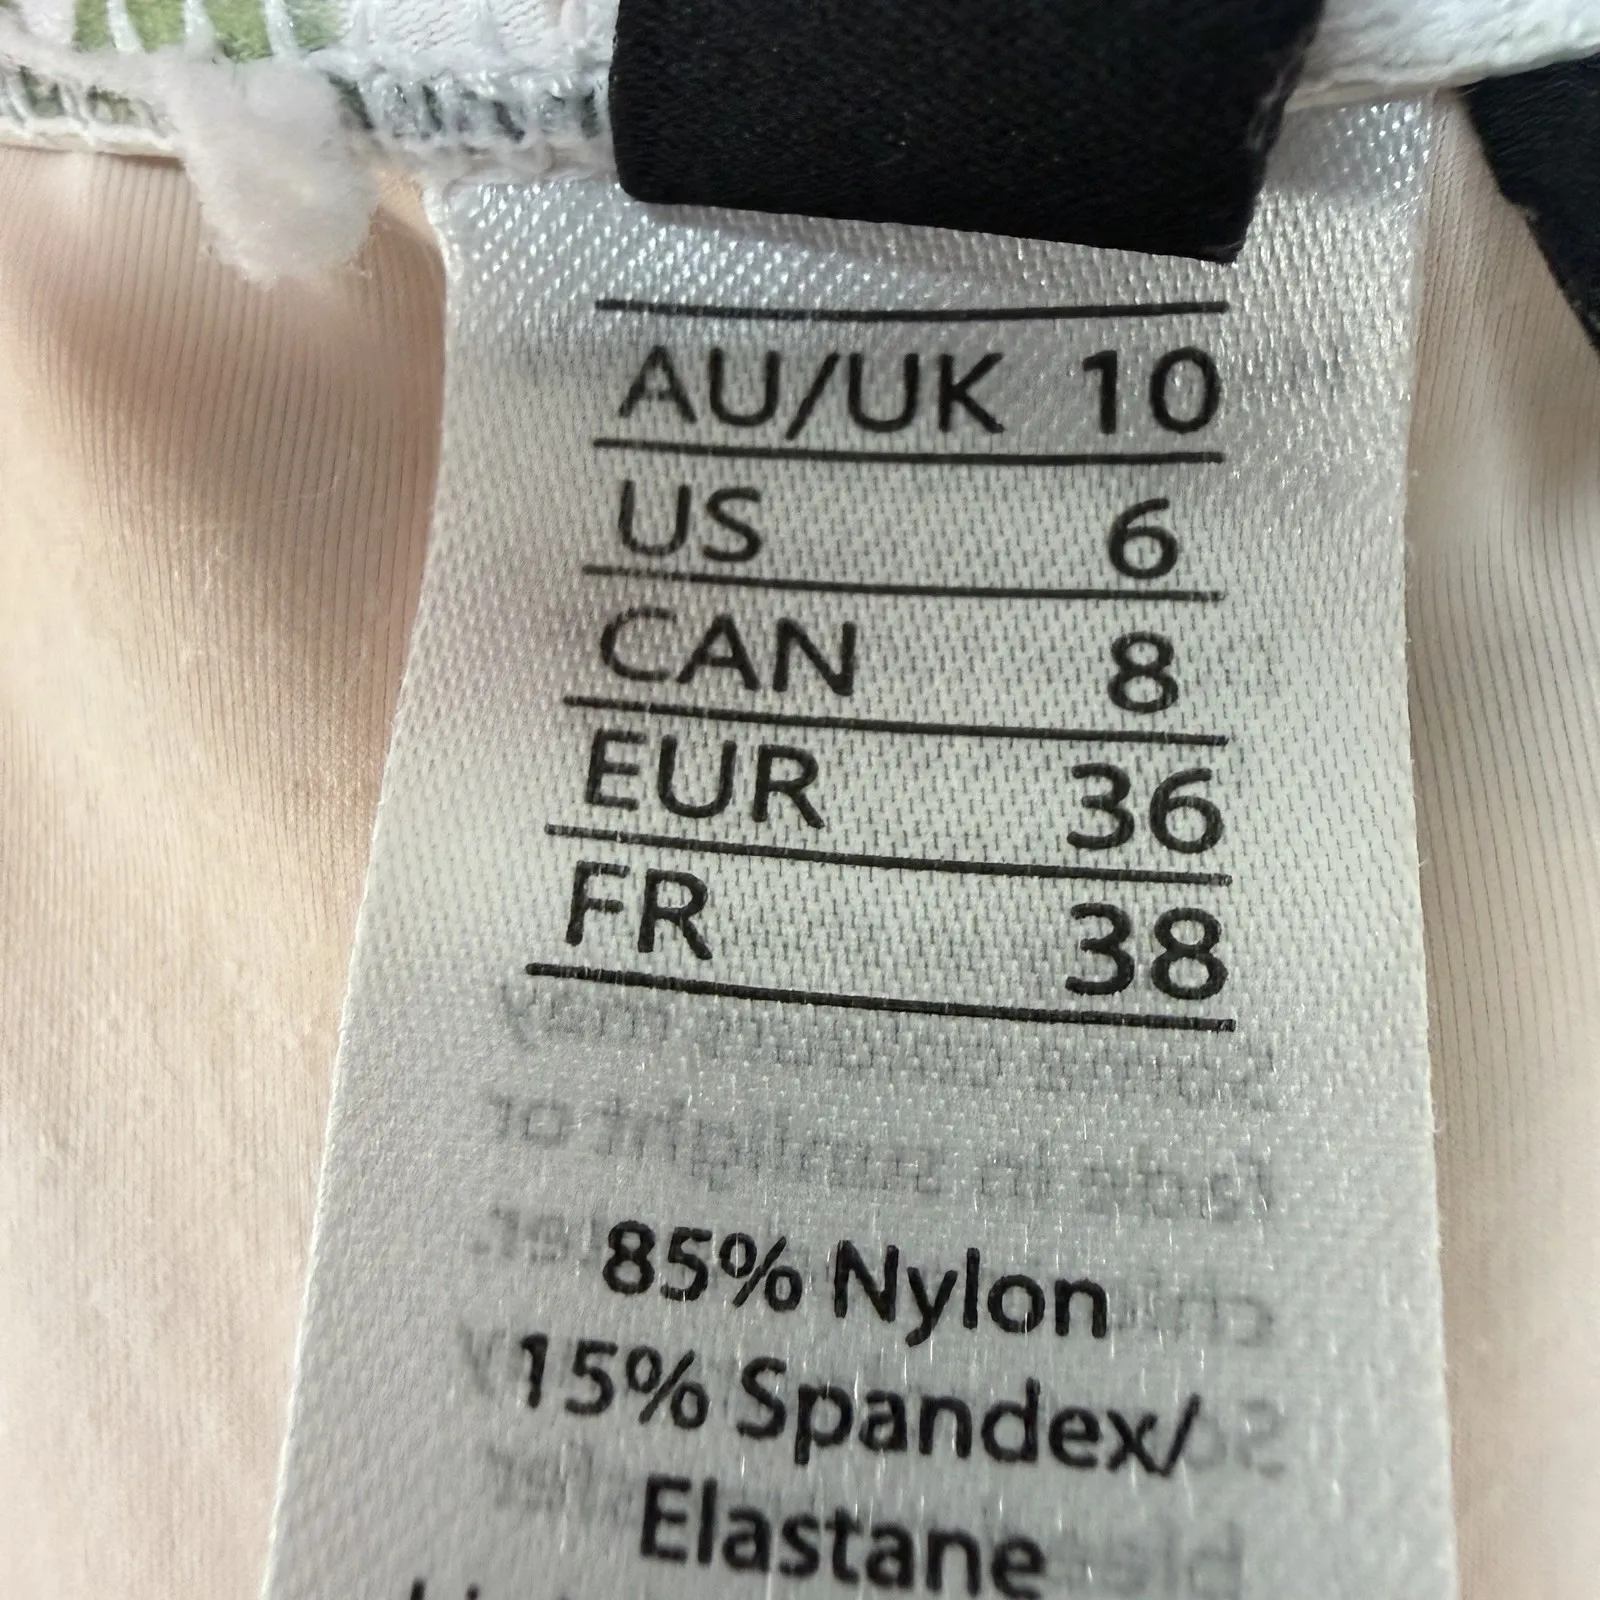 AU/UK 10
US 6
CAN 8
EUR 36
FR 38
85% Nylon
15% Spandex/
Elastane